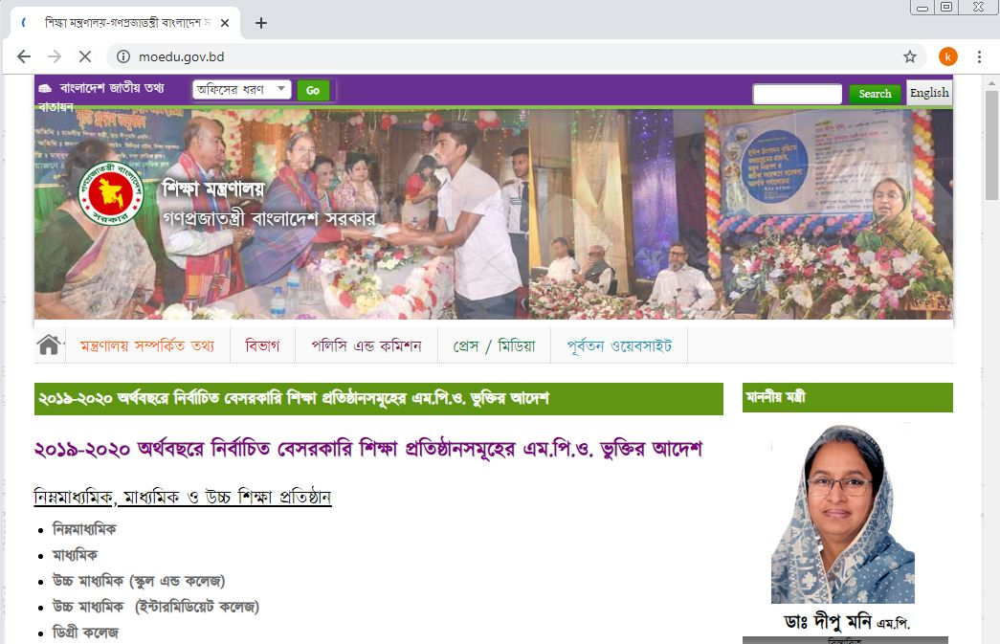 শিক্ষা মন্ত্রণালয়-গণপ্রজাতন্ত্রী বাংলাদেশ স
moedu.gov.bd
k
বাংলাদেশ জাতীয় তথ্য
বাতায়ন
অফিসের ধরণ
Go
Search
English
শিক্ষা মন্ত্রণালয়
গণপ্রজাতন্ত্রী বাংলাদেশ সরকার
মন্ত্রণালয় সম্পর্কিত তথ্য
বিভাগ
পলিসি এন্ড কমিশন
প্রেস / মিডিয়া
পূর্বতন ওয়েবসাইট
২০১৯-২০২০ অর্থবছরে নির্বাচিত বেসরকারি শিক্ষা প্রতিষ্ঠানসমূহের এম.পি.ও. ভুক্তির আদেশ
মাননীয় মন্ত্রী
২০১৯-২০২০ অর্থবছরে নির্বাচিত বেসরকারি শিক্ষা প্রতিষ্ঠানসমূহের এম.পি.ও. ভুক্তির আদেশ
নিম্নমাধ্যমিক, মাধ্যমিক ও উচ্চ শিক্ষা প্রতিষ্ঠান
নিম্নমাধ্যমিক
মাধ্যমিক
উচ্চ মাধ্যমিক (স্কুল এন্ড কলেজ)
উচ্চ মাধ্যমিক (ইন্টারমিডিয়েট কলেজ)
ডিগ্রী কলেজ
ডাঃ দীপু মনি এম.পি.